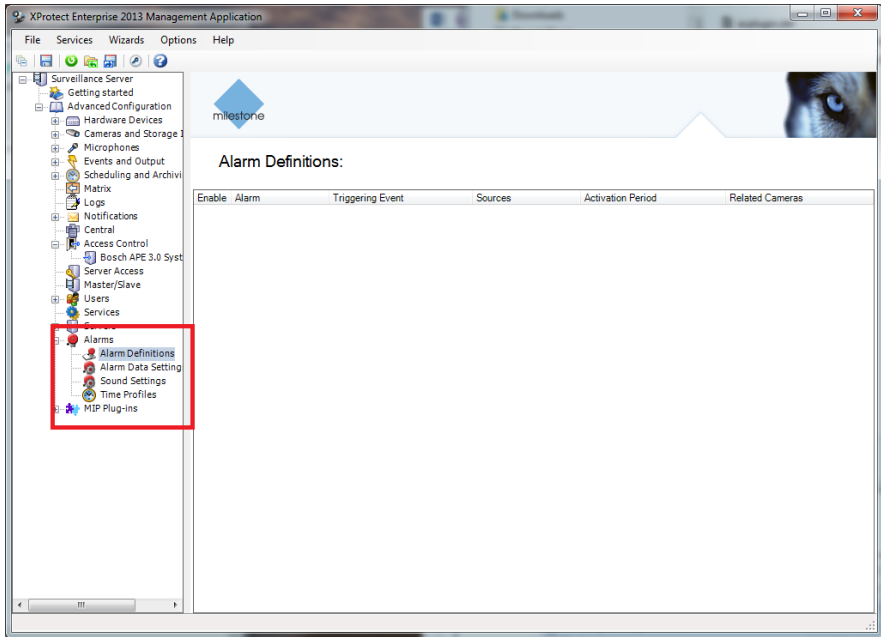 XProtect Enterprise 2013 Management Application
File Services Wizards Options Help
Surveillance Server
Getting started
Advanced Configuration
Hardware Devices
Cameras and Storage I
Microphones
Events and Output
Scheduling and Archivi
Matrix
Logs
Notifications
Central
Access Control
Bosch APE 3.0 Syst
Server Access
Master/Slave
Users
Services
Servers
Alarms
Alarm Definitions
Alarm Data Setting
Sound Settings
Time Profiles
MIP Plug-ins
milestone
Alarm Definitions:
Enable Alarm Triggering Event Sources Activation Period Related Cameras